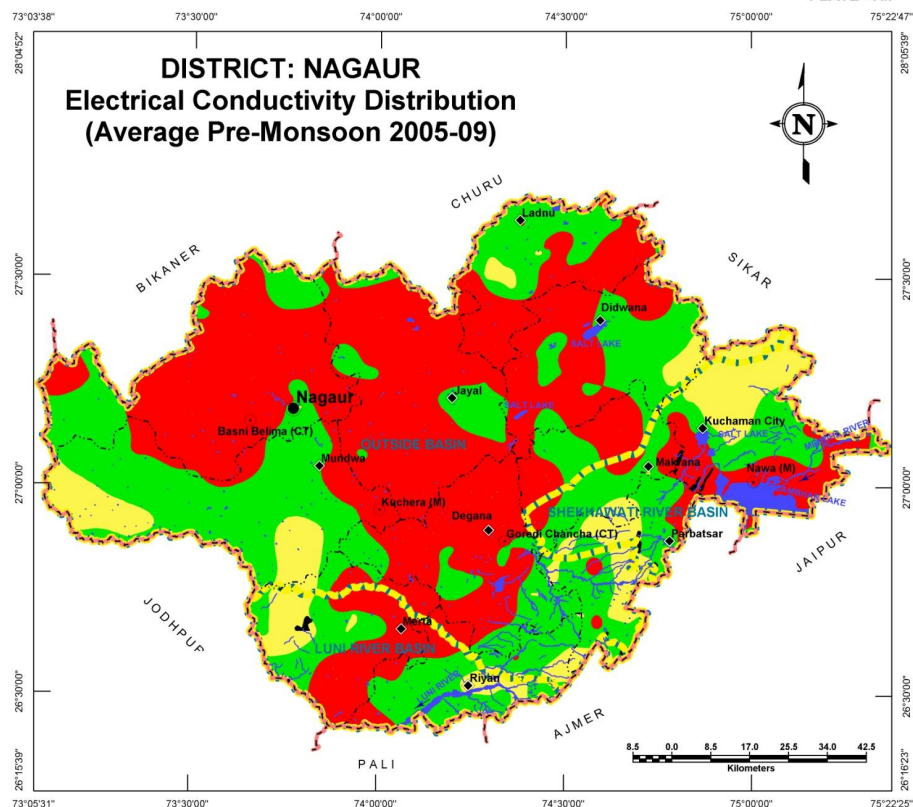 73°03'38"
73°30'00"
74°00'00"
74°30'00"
75°00'00"
75°22'47"
28°04'52"
28°05'39"
DISTRICT: NAGAUR
Electrical Conductivity Distribution
(Average Pre-Monsoon 2005-09)
N
CHURU
Ladnu
BIKANER
SIKAR
27°30'00"
27°30'00"
Didwana
SALT LAKE
Jayal
Nagaur
SALT LAKE
Kuchaman City
Basni Belima (CT)
SALT LAKE
OUTSIDE BASIN
Mundwa
Makrana
Nawa (M)
27°00'00"
27°00'00"
Kuchera (M)
SHEKHAWATI RIVER BASIN
Degana
Goredi Chancha (CT)
Parbatsar
JAIPUR
JODHPUR
Merta
LUNI RIVER BASIN
Riyan
LUNI RIVER
26°30'00"
26°30'00"
AJMER
PALI
8.5 0.0 8.5 17.0 25.5 34.0 42.5
Kilometers
26°15'39"
26°16'23"
73°05'31"
73°30'00"
74°00'00"
74°30'00"
75°00'00"